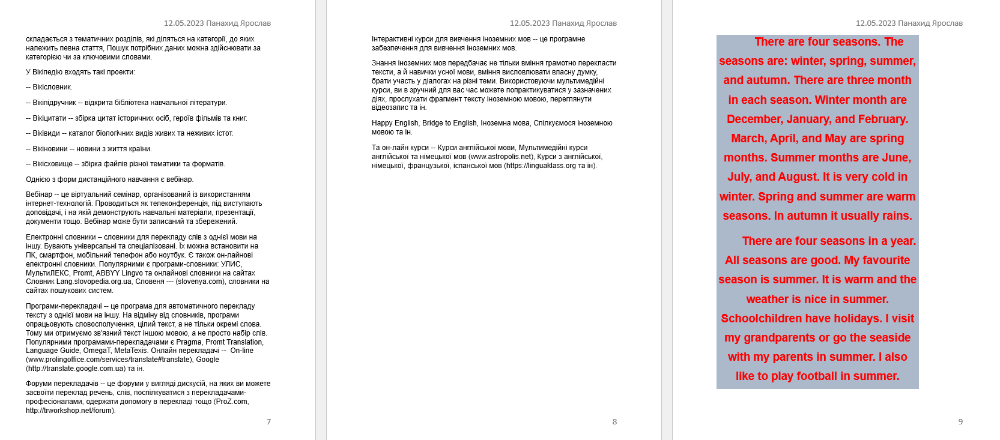 12.05.2023 Панахид Ярослав
складається з тематичних розділів, які діляться на категорії, до яких
належить певна стаття, Пошук потрібних даних можна здійснювати за
категорією чи за ключовими словами.
У Вікіпедію входять такі проекти:
-- Вікісловник.
-- Вікіпідручник -- відкрита бібліотека навчальної літератури.
-- Вікіцитати -- збірка цитат історичних осіб, героїв фільмів та книг.
-- Віківиди -- каталог біологічних видів живих та неживих істот.
-- Вікіновини -- новини з життя країни.
-- Вікісховище -- збірка файлів різної тематики та форматів.
Однією з форм дистанційного навчання є вебінар.
Вебінар -- це віртуальний семінар, організований із використанням
інтернет-технологій. Проводиться як телеконференція, під виступають
доповідачі, і на якій демонструють навчальні матеріали, презентації,
документи тощо. Вебінар може бути записаний та збережений.
Електронні словники – словники для перекладу слів з однієї мови на
іншу. Бувають універсальні та спеціалізовані. Їх можна встановити на
ПК, смартфон, мобільний телефон або ноутбук. Є також он-лайнові
електронні словники. Популярними є програми-словники: УЛИС,
МультиЛЕКС, Promt, ABBYY Lingvo та онлайнові словники на сайтах
Словник Lang.slovopedia.org.ua, Словеня --- (slovenya.com), словники на
сайтах пошукових систем.
Програми-перекладачі -- це програма для автоматичного перекладу
тексту з однієї мови на іншу. На відміну від словників, програми
опрацьовують словосполучення, цілий текст, а не тільки окремі слова.
Тому ми отримуємо зв'язний текст іншою мовою, а не просто набір слів.
Популярними програмами-перекладачами є Pragma, Promt Translation,
Language Guide, OmegaT, MetaTexis. Онлайн перекладачі --  On-line
(www.prolingoffice.com/services/translate#translate), Google
(http://translate.google.com.ua) та ін.
Форуми перекладачів -- це форуми у вигляді дискусій, на яких ви можете
засвоїти переклад речень, слів, поспілкуватися з перекладачами-
професіоналами, одержати допомогу в перекладі тощо (ProZ.com,
http://trworkshop.net/forum).
7
12.05.2023 Панахид Ярослав
Інтерактивні курси для вивчення іноземних мов -- це програмне
забезпечення для вивчення іноземних мов.
Знання іноземних мов передбачає не тільки вміння грамотно перекласти
тексти, а й навички усної мови, вміння висловлювати власну думку,
брати участь у діалогах на різні теми. Використовуючи мультимедійні
курси, ви в зручний для вас час можете попрактикуватися у зазначених
діях, прослухати фрагмент тексту іноземною мовою, переглянути
відеозапис та ін.
Happy English, Bridge to English, Іноземна мова, Спілкуємося іноземною
мовою та ін.
Та он-лайн курси -- Курси англійської мови, Мультимедійні курси
англійської та німецької мов (www.astropolis.net), Курси з англійської,
німецької, французької, іспанської мов (https://linguaklass.org та ін).
8
12.05.2023 Панахид Ярослав
There are four seasons. The
seasons are: winter, spring, summer,
and autumn. There are three month
in each season. Winter month are
December, January, and February.
March, April, and May are spring
months. Summer months are June,
July, and August. It is very cold in
winter. Spring and summer are warm
seasons. In autumn it usually rains.
There are four seasons in a year.
All seasons are good. My favourite
season is summer. It is warm and the
weather is nice in summer.
Schoolchildren have holidays. I visit
my grandparents or go the seaside
with my parents in summer. I also
like to play football in summer.
9